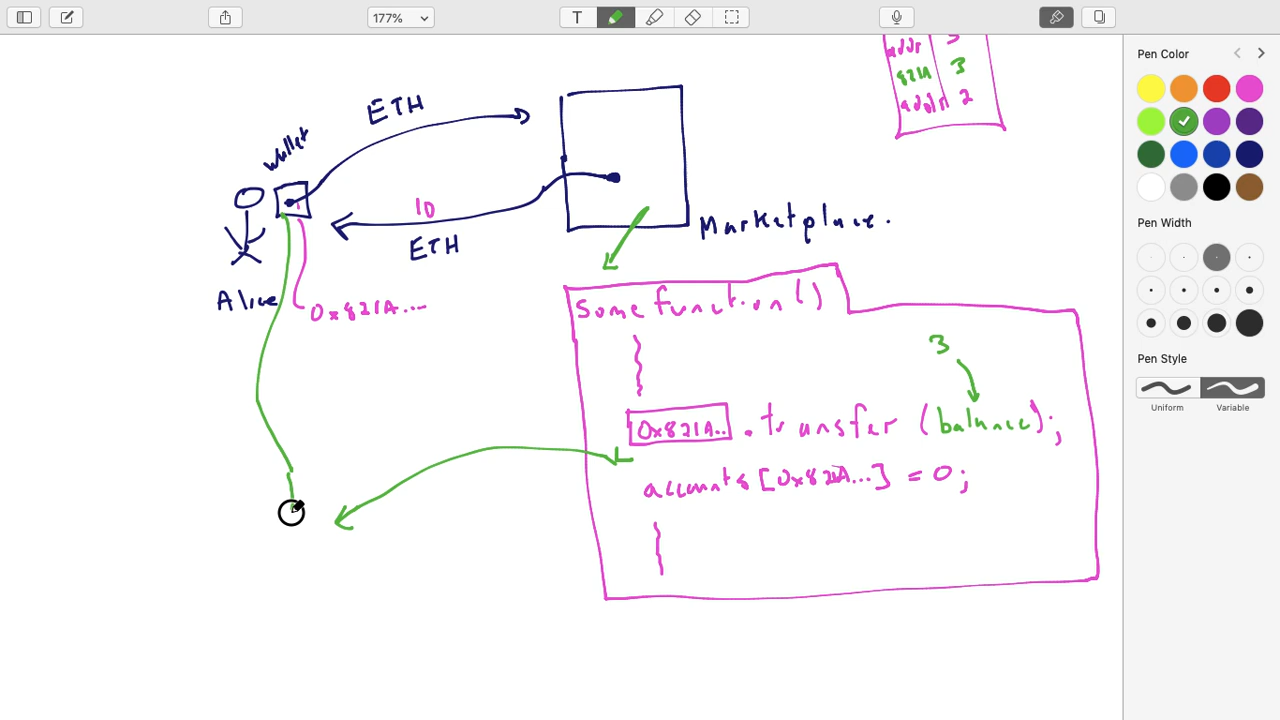 177%
T
Pen Color
Pen Width
Pen Style
Uniform
Variable
addr
821A 3
addr 2
ETH
Wallet
10
ETH
Marketplace.
Alice
0x821A...
Some function()
3
0x821A.. .transfer (balance);
accounts [0x821A...] = 0;